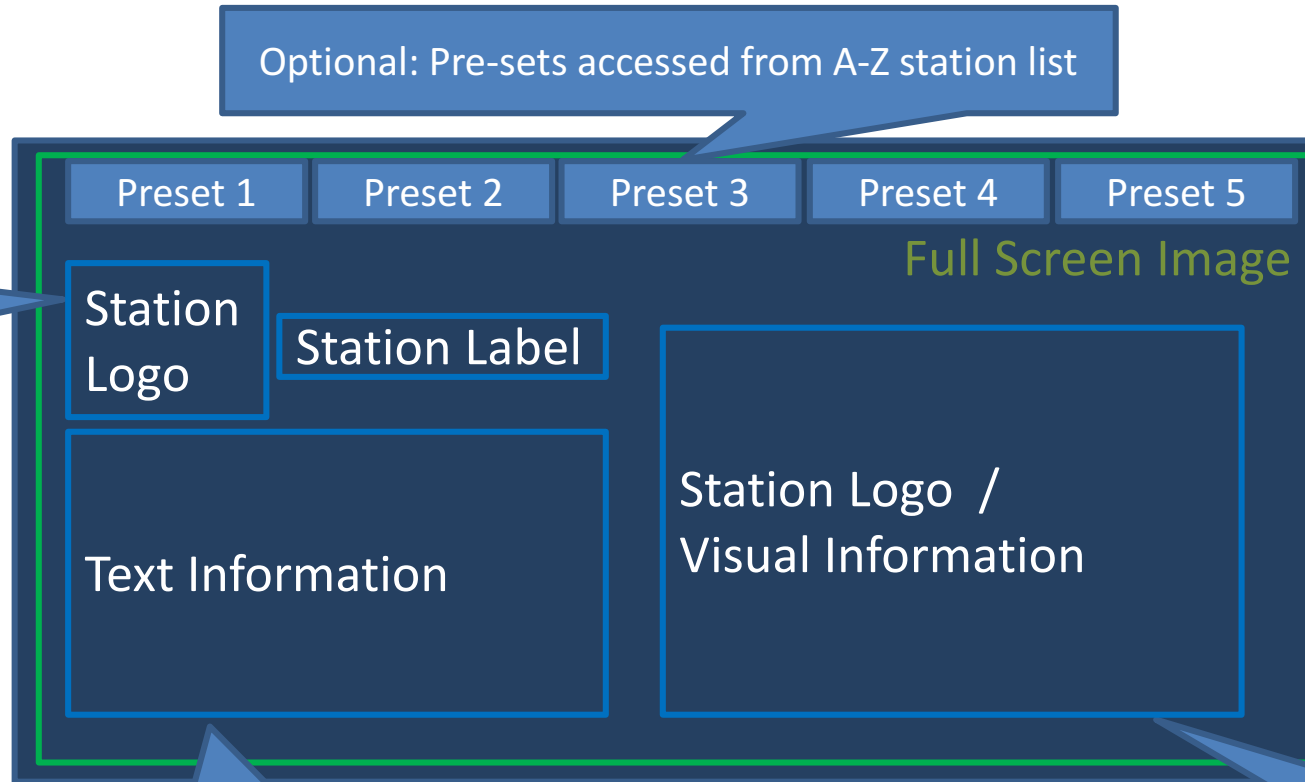 Optional: Pre-sets accessed from A-Z station list
Preset 1
Preset 2
Preset 3
Preset 4
Preset 5
Full Screen Image
Station
Logo
Station Label
Text Information
Station Logo /
Visual Information